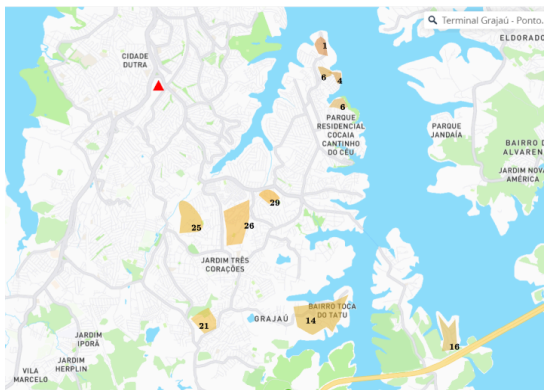 Terminal Grajaú - Ponto.
ELDORADO
CIDADE
DUTRA
1
6
4
6
PARQUE
RESIDENCIAL
COCAIA
CANTINHO
DO CÉU
PARQUE
JANDAIA
BAIRRO D
ALVAREN
JARDIM NOVA
AMÉRICA
29
25
26
JARDIM TRÊS
CORAÇÕES
BAIRRO TOCA
DO TATU
14
GRAJAÚ
21
16
JARDIM
IPORÃ
JARDIM
HERPLIN
VILA
MARCELO